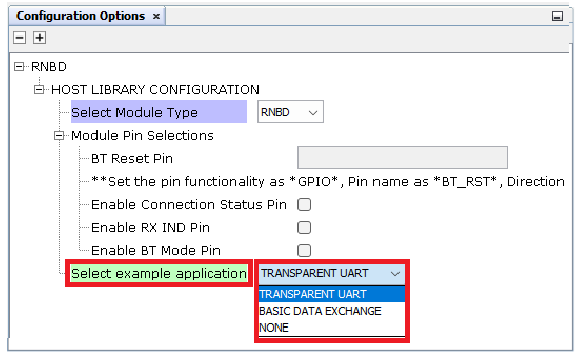 Configuration Options ×
RNBD
HOST LIBRARY CONFIGURATION
Select Module Type RNBD
Module Pin Selections
BT Reset Pin
**Set the pin functionality as *GPIO*, Pin name as *BT_RST*, Direction
Enable Connection Status Pin
Enable RX IND Pin
Enable BT Mode Pin
Select example application TRANSPARENT UART
TRANSPARENT UART
BASIC DATA EXCHANGE
NONE